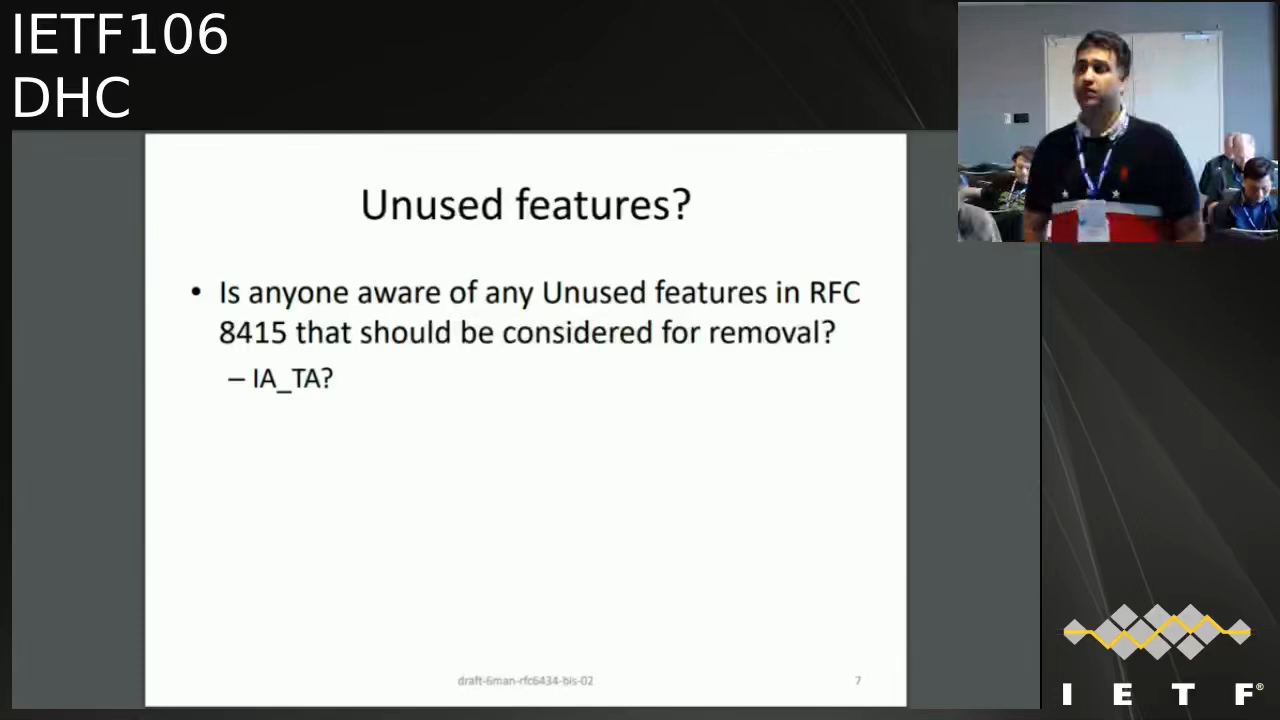 IETF106
DHC
Unused features?
• Is anyone aware of any Unused features in RFC
8415 that should be considered for removal?
– IA_TA?
draft-6man-rfc6434-bis-02
7
I E T F®